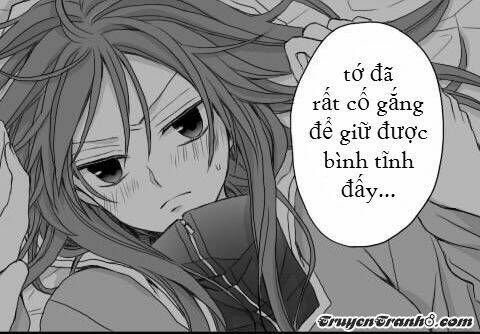 tớ đã
rất cố gắng
để giữ được
bình tĩnh
đấy...
TruyenTranh8.com